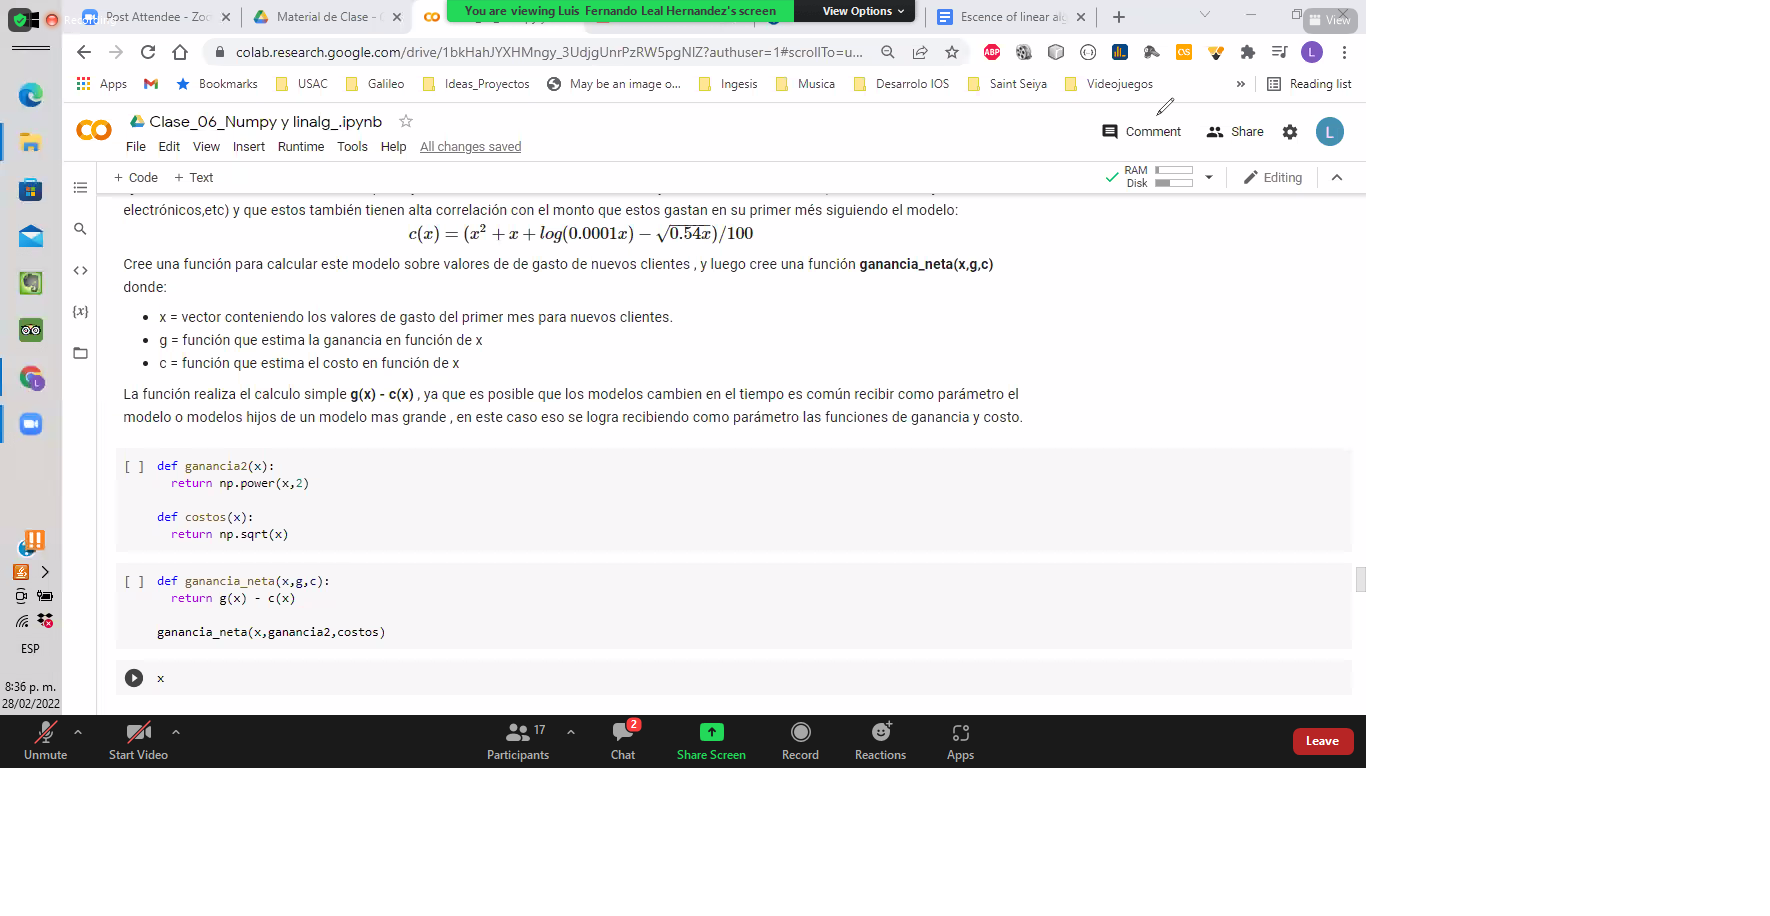 Post Attendee - Zoo
Material de Clase -
You are viewing Luis Fernando Leal Hernandez's screen
View Options
Escence of linear alg
View
colab.research.google.com/drive/1bkHahJYXHMngy_3UdjgUnrPzRW5pgNlZ?authuser=1#scrollTo=u...
ABP
L
Apps
Bookmarks
USAC
Galileo
Ideas_Proyectos
May be an image o...
Ingesis
Musica
Desarrolo IOS
Saint Seiya
Videojuegos
»
Reading list
Clase_06_Numpy y linalg_.ipynb
Comment
Share
L
File Edit View Insert Runtime Tools Help All changes saved
+ Code + Text
RAM
Disk
Editing
electrónicos,etc) y que estos también tienen alta correlación con el monto que estos gastan en su primer més siguiendo el modelo:
c(x) = (x² + x + log(0.0001x) − √0.54x)/100
Cree una función para calcular este modelo sobre valores de de gasto de nuevos clientes , y luego cree una función ganancia_neta(x,g,c)
donde:
• x = vector conteniendo los valores de gasto del primer mes para nuevos clientes.
• g = función que estima la ganancia en función de x
• c = función que estima el costo en función de x
La función realiza el calculo simple g(x) - c(x) , ya que es posible que los modelos cambien en el tiempo es común recibir como parámetro el
modelo o modelos hijos de un modelo mas grande , en este caso eso se logra recibiendo como parámetro las funciones de ganancia y costo.
[ ] def ganancia2(x):
return np.power(x,2)
def costos(x):
return np.sqrt(x)
[ ] def ganancia_neta(x,g,c):
return g(x) - c(x)
ganancia_neta(x,ganancia2,costos)
x
{x}
ESP
8:36 p. m.
28/02/2022
Unmute
Start Video
17
Participants
2
Chat
Share Screen
Record
Reactions
Apps
Leave